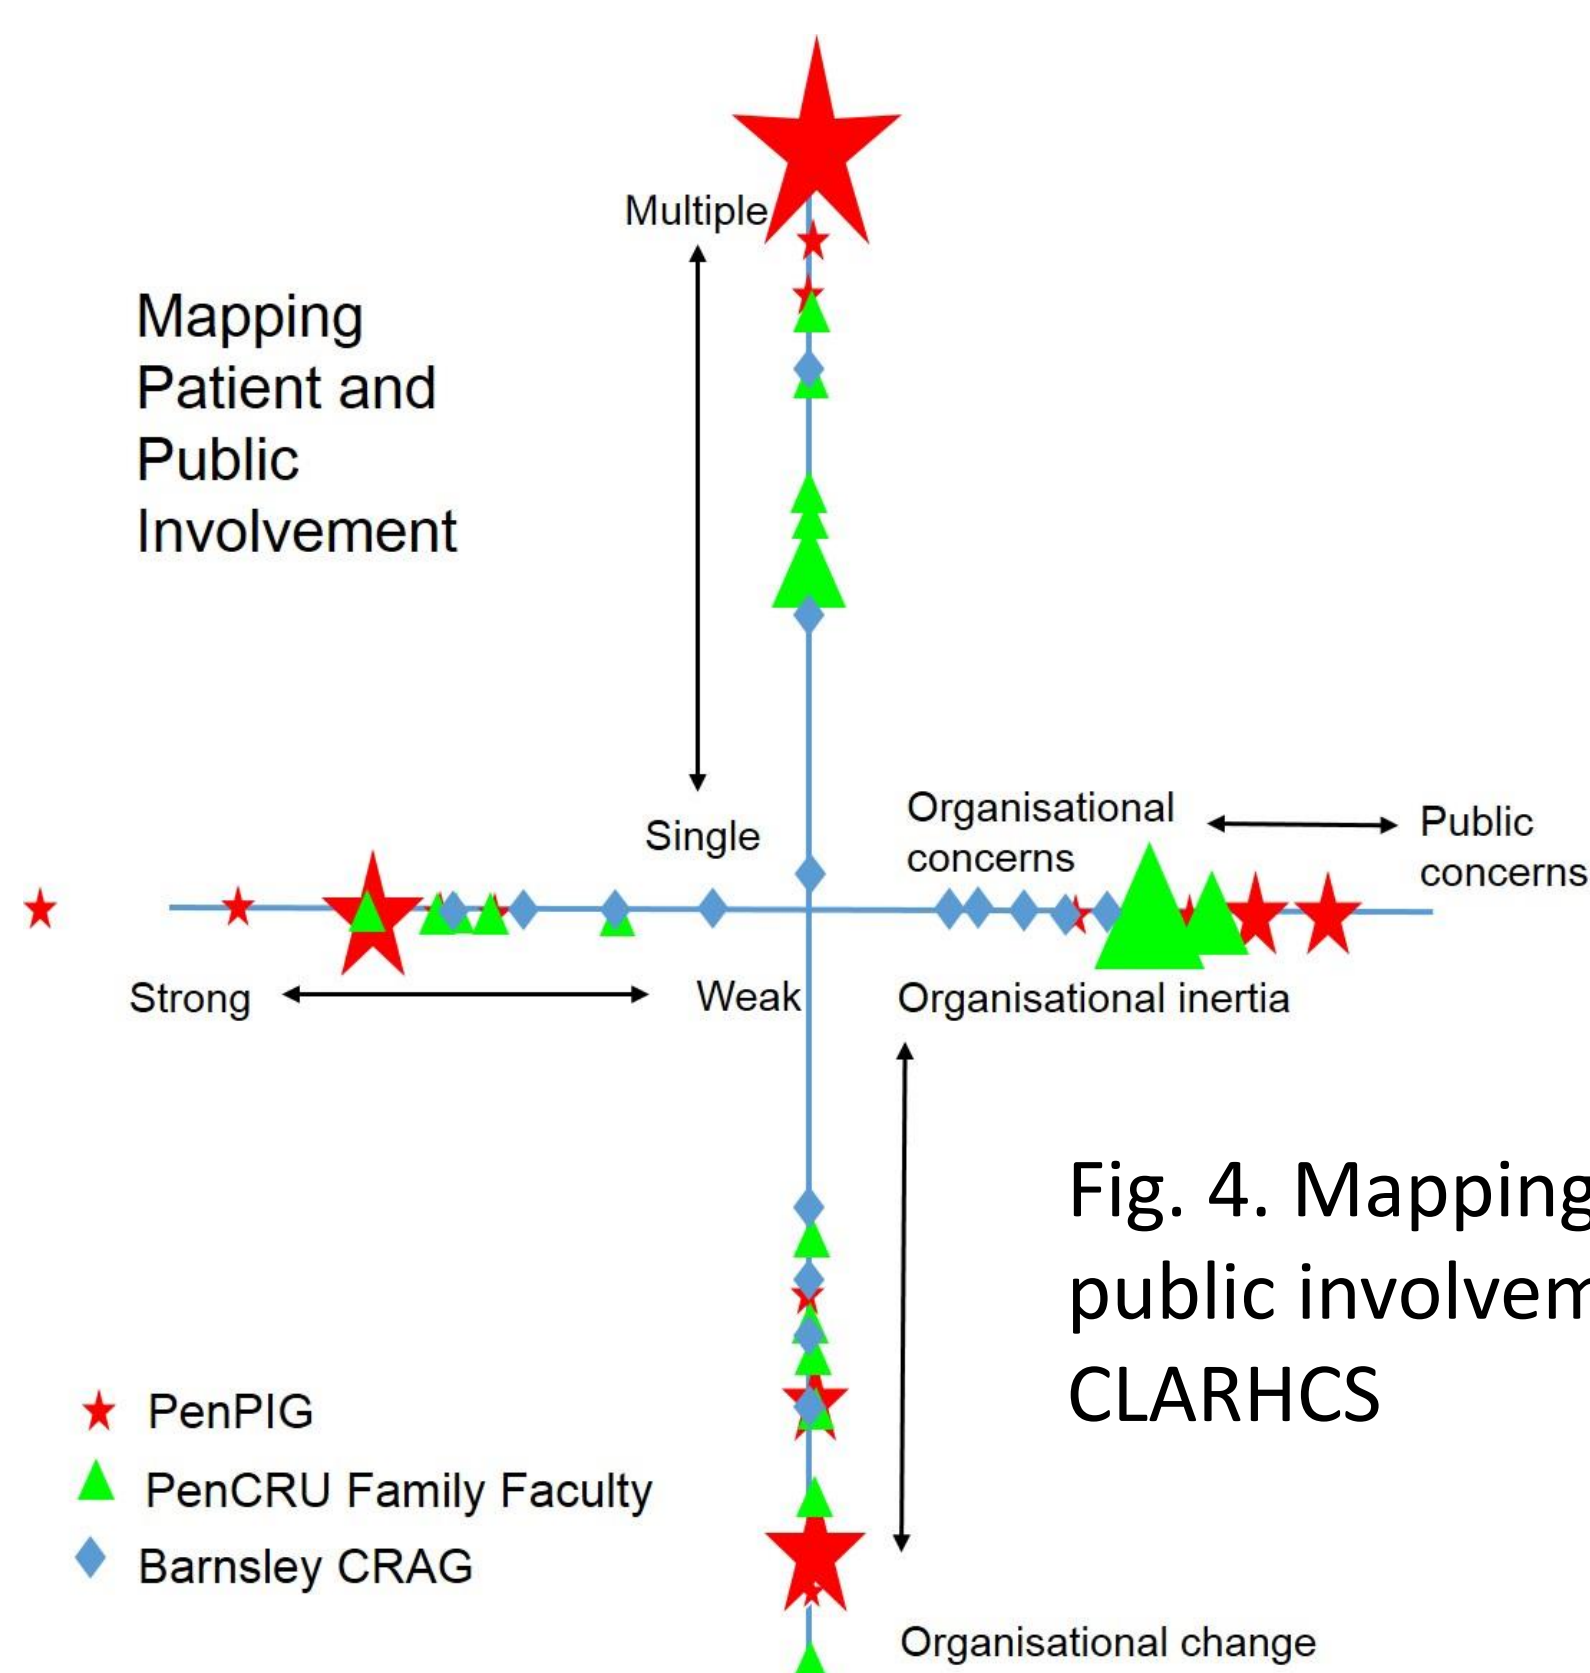 Multiple
Mapping
Patient and
Public
Involvement
Single
Organisational
concerns
Public
concerns
Strong
Weak
Organisational inertia
Fig. 4. Mapping
public involvem
CLARHCS
PenPIG
PenCRU Family Faculty
Barnsley CRAG
Organisational change